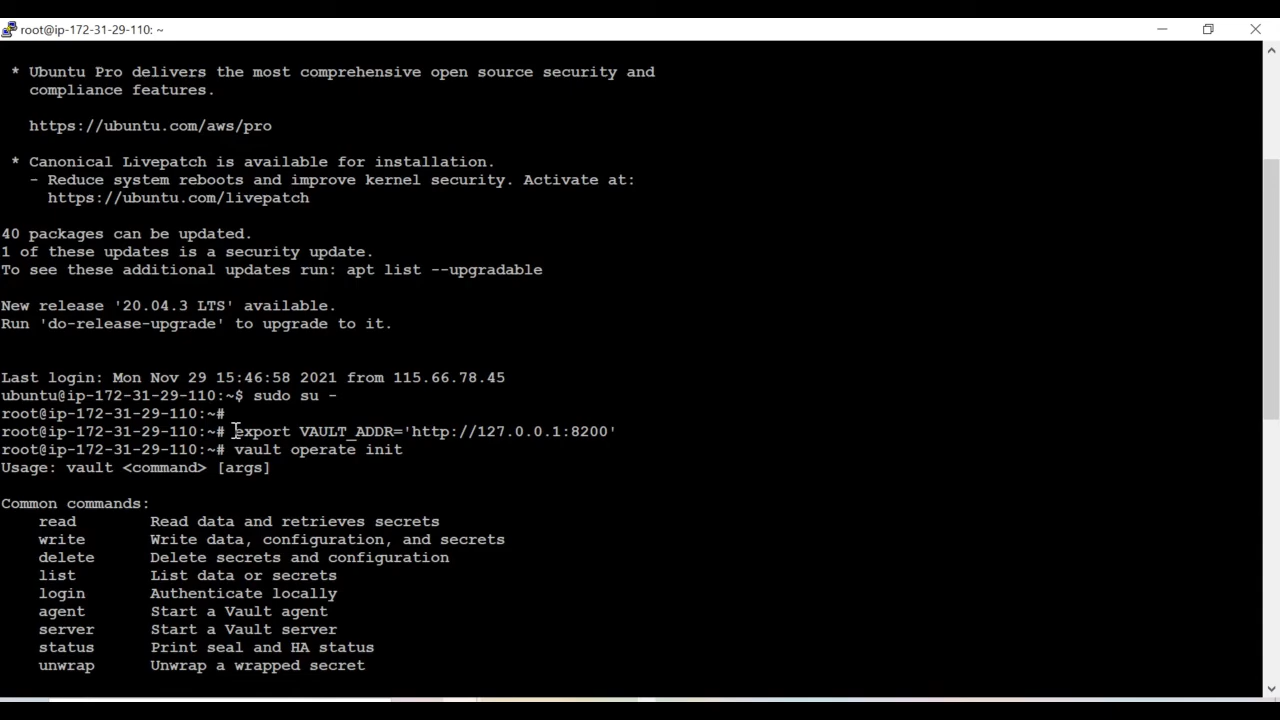 root@ip-172-31-29-110: ~
* Ubuntu Pro delivers the most comprehensive open source security and
compliance features.
https://ubuntu.com/aws/pro
* Canonical Livepatch is available for installation.
- Reduce system reboots and improve kernel security. Activate at:
https://ubuntu.com/livepatch
40 packages can be updated.
1 of these updates is a security update.
To see these additional updates run: apt list --upgradable
New release '20.04.3 LTS' available.
Run 'do-release-upgrade' to upgrade to it.
Last login: Mon Nov 29 15:46:58 2021 from 115.66.78.45
ubuntu@ip-172-31-29-110:~$ sudo su -
root@ip-172-31-29-110:~#
root@ip-172-31-29-110:~# export VAULT_ADDR='http://127.0.0.1:8200'
root@ip-172-31-29-110:~# vault operate init
Usage: vault <command> [args]
Common commands:
read Read data and retrieves secrets
write Write data, configuration, and secrets
delete Delete secrets and configuration
list List data or secrets
login Authenticate locally
agent Start a Vault agent
server Start a Vault server
status Print seal and HA status
unwrap Unwrap a wrapped secret